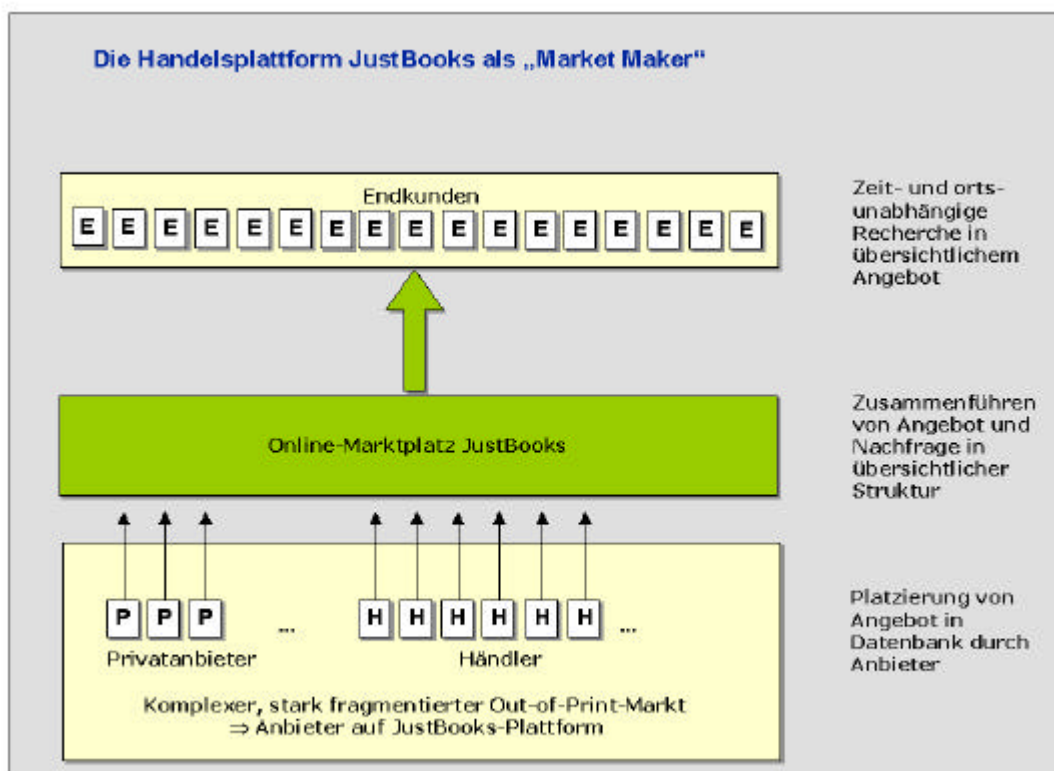 Die Handelsplattform JustBooks als „Market Maker“
Endkunden
E E E E E E E E E E E E E E E E E
Zeit- und orts-
unabhängige
Recherche in
übersichtlichem
Angebot
Online-Marktplatz JustBooks
Zusammenführen
von Angebot und
Nachfrage in
übersichtlicher
Struktur
P P P ... H H H H H H ...
Privatanbieter
Händler
Komplexer, stark fragmentierter Out-of-Print-Markt
⇒ Anbieter auf JustBooks-Plattform
Platzierung von
Angebot in
Datenbank durch
Anbieter